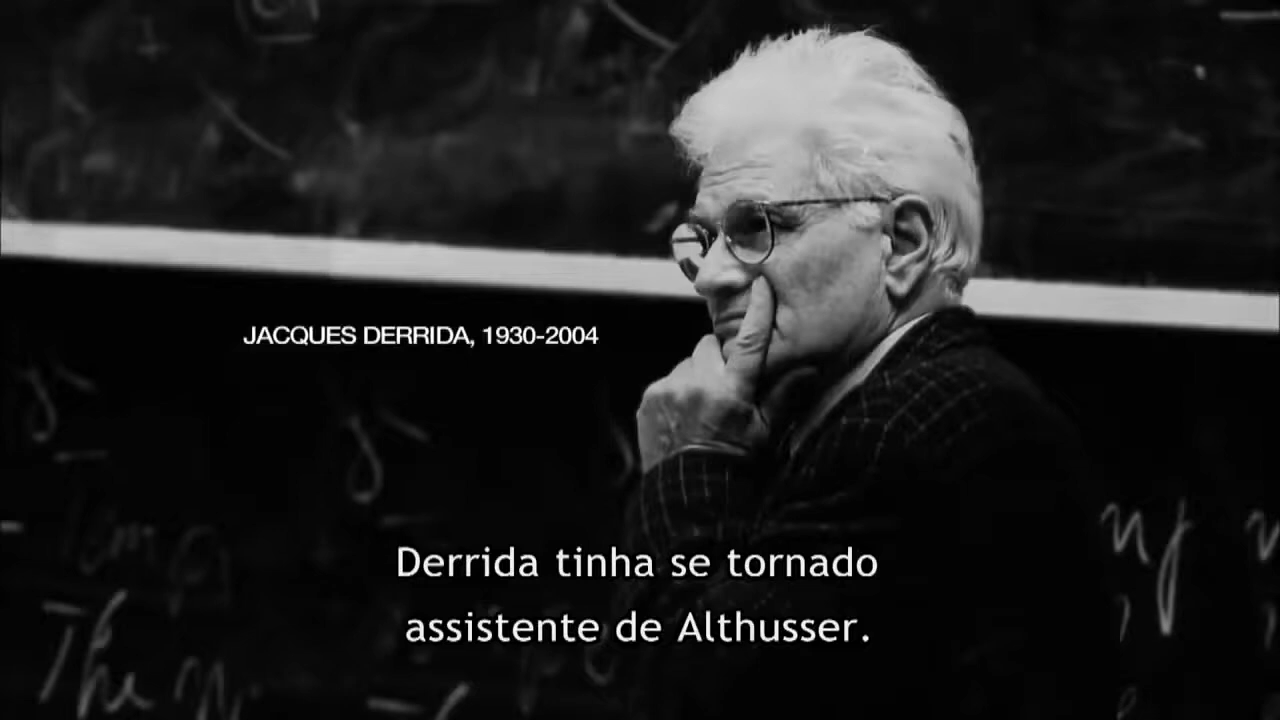 JACQUES DERRIDA, 1930-2004
Derrida tinha se tornado
assistente de Althusser.